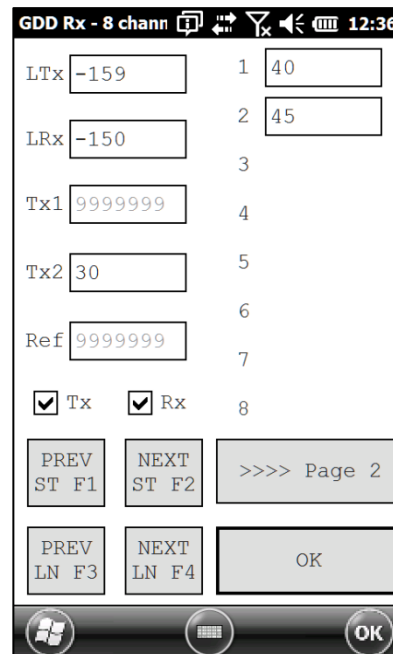 GDD Rx - 8 chann 12:36
LTx -159
LRx -150
Tx1 9999999
Tx2 30
Ref 9999999
Tx Rx
1 40
2 45
3
4
5
6
7
8
PREV ST F1
NEXT ST F2
>>>> Page 2
PREV LN F3
NEXT LN F4
OK
OK